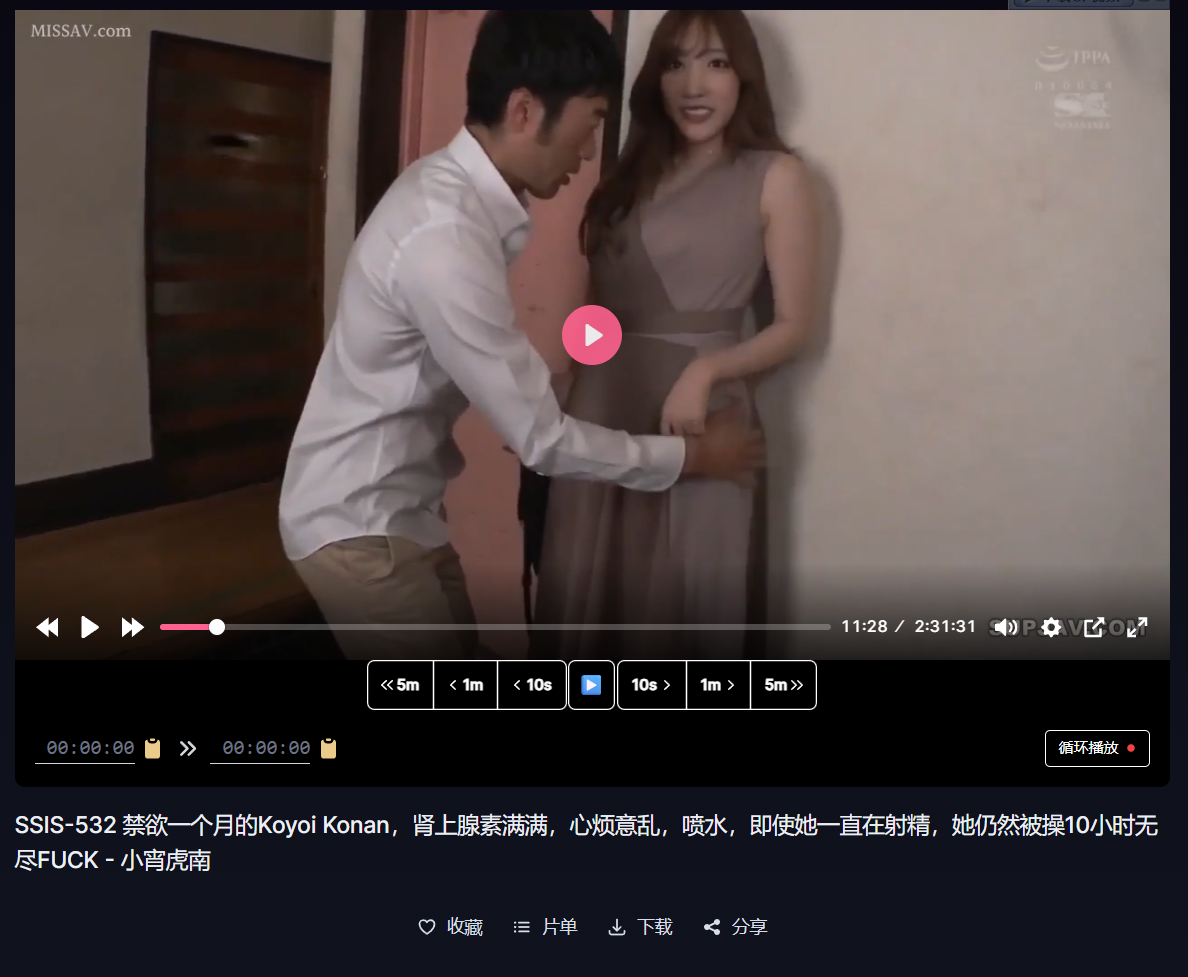 MISSAV.com
JPPA
11:28 / 2:31:31
SUPJAV.COM
5m
1m
10s
10s
1m
5m
00:00:00
00:00:00
循环播放
SSIS-532 禁欲一个月的Koyoi Konan，肾上腺素满满，心烦意乱，喷水，即使她一直在射精，她仍然被操10小时无
尽FUCK - 小宵虎南
收藏
片单
下载
分享